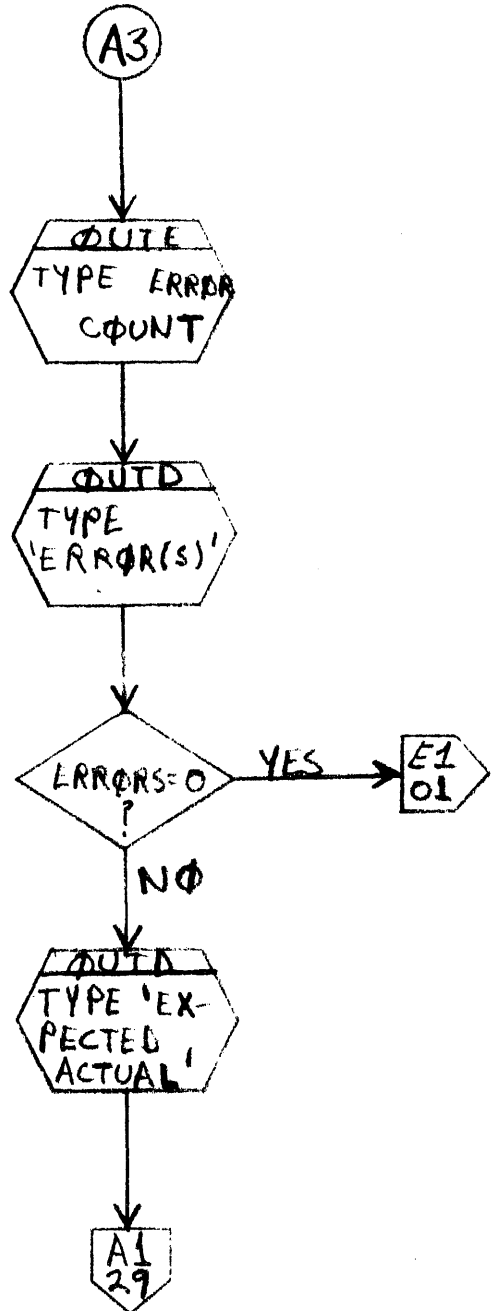 A3
ØUTE
TYPE ERRØR
CØUNT
ØUTD
TYPE
'ERRØR(S)'
ERRØRS=0
?
YES
E1
01
NØ
ØUTD
TYPE 'EX-
PECTED
ACTUAL'
A1
29